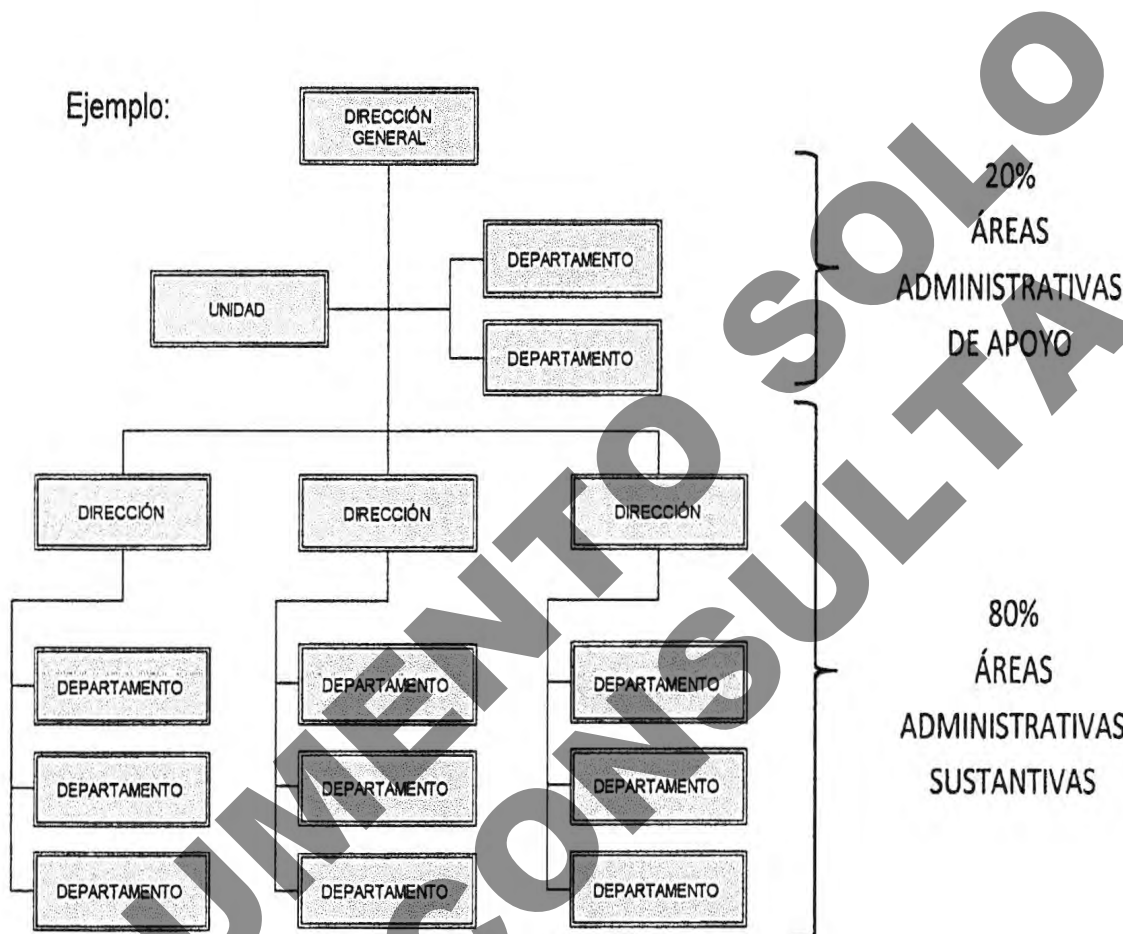 Ejemplo:
DIRECCIÓN
GENERAL
20%
ÁREAS
ADMINISTRATIVAS
DE APOYO
DEPARTAMENTO
UNIDAD
DEPARTAMENTO
DIRECCIÓN
DIRECCIÓN
DIRECCIÓN
80%
ÁREAS
ADMINISTRATIVAS
SUSTANTIVAS
DEPARTAMENTO
DEPARTAMENTO
DEPARTAMENTO
DEPARTAMENTO
DEPARTAMENTO
DEPARTAMENTO
DEPARTAMENTO
DEPARTAMENTO
DEPARTAMENTO
UMENTO SOLO
CONSULTA